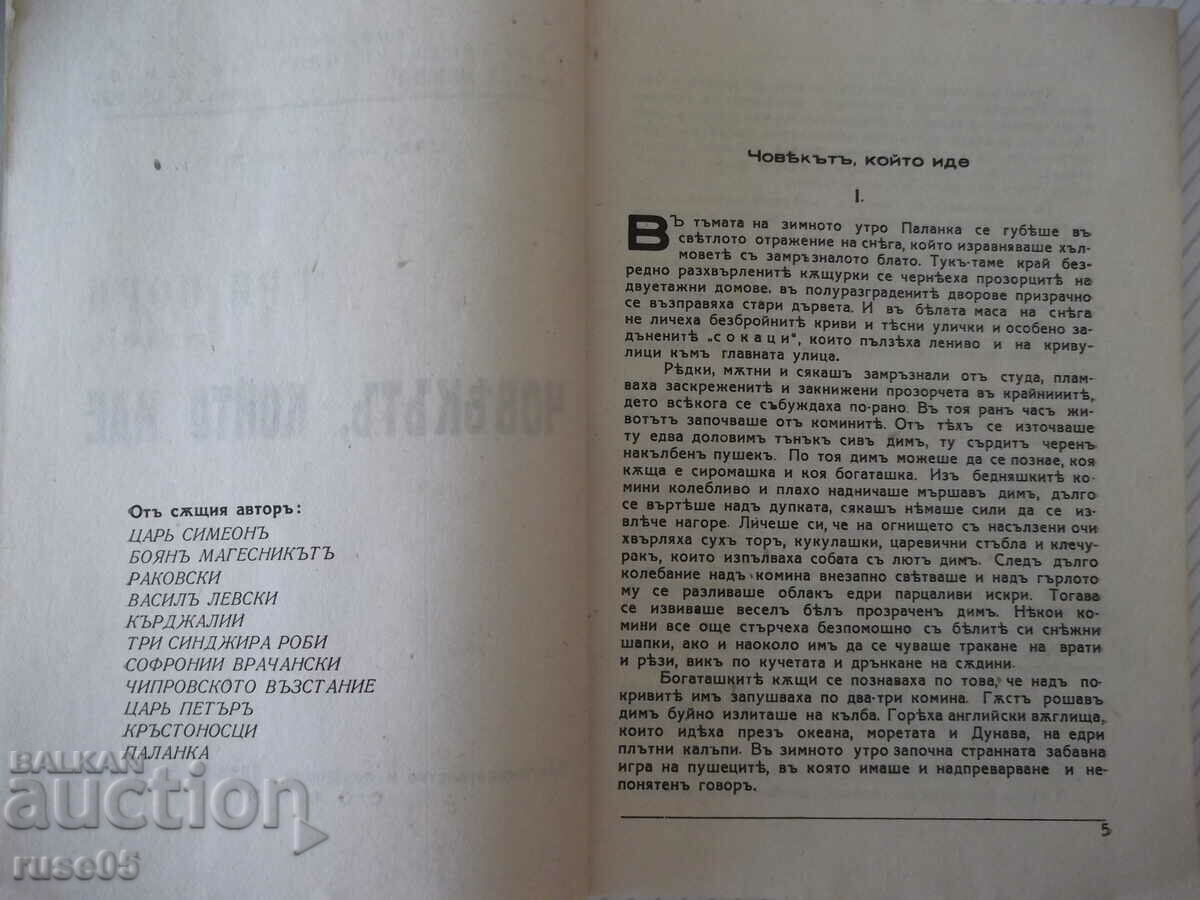 Отъ сѫщия авторъ:
ЦАРЬ СИМЕОНЪ
БОЯНЪ МАГЕСНИКЪТЪ
РАКОВСКИ
ВАСИЛЪ ЛЕВСКИ
КЪРДЖАЛИИ
ТРИ СИНДЖИРА РОБИ
СОФРОНИИ ВРАЧАНСКИ
ЧИПРОВСКОТО ВЪЗСТАНИЕ
ЦАРЬ ПЕТЪРЪ
КРЪСТОНОСЦИ
ПАЛАНКА
Човѣкътъ, който иде
I.
Въ тъмата на зимното утро Паланка се губѣше въ
свѣтлото отражение на снѣга, който изравняваше хъл-
моветѣ съ замръзналото блато. Тукъ-таме край без-
редно разхвърленитѣ кѫщурки се чернѣеха прозорцитѣ на
двуетажни домове, въ полуразграденитѣ дворове призрачно
се възправяха стари дървета. И въ бѣлата маса на снѣга
не личеха безбройнитѣ криви и тѣсни улички и особено за-
дъненитѣ „сокаци“, които пълзѣха лениво и на криву-
лици къмъ главната улица.
Рѣдки, мѫтни и сякашъ замръзнали отъ студа, плам-
ваха заскреженитѣ и закнижени прозорчета въ крайнинитѣ,
дето всѣкога се събуждаха по-рано. Въ тоя ранъ часъ жи-
вотътъ започваше отъ коминитѣ. Отъ тѣхъ се източваше
ту едва доловимъ тънъкъ сивъ димъ, ту сърдитъ черенъ
накълбенъ пушекъ. По тоя димъ можеше да се познае, коя
кѫща е сиромашка и коя богаташка. Изъ бедняшкитѣ ко-
мини колебливо и плахо надничаше мършавъ димъ, дълго
се въртѣше надъ дупката, сякашъ нѣмаше сили да се из-
влѣче нагоре. Личеше си, че на огнището съ насълзени очи
хвърляха сухъ торъ, кукулашки, царевични стъбла и клечу-
ракъ, които изпълваха собата съ лютъ димъ. Следъ дълго
колебание надъ комина внезапно свѣтваше и надъ гърлото
му се разливаше облакъ едри парцаливи искри. Тогава
се извиваше веселъ бѣлъ прозраченъ димъ. Нѣкои ко-
мини все още стърчеха безпомощно съ бѣлитѣ си снѣжни
шапки, ако и наоколо имъ да се чуваше тракане на врати
и рѣзи, викъ по кучетата и дрънкане на сѫдини.
Богаташкитѣ кѫщи се познаваха по това, че надъ по-
кривитѣ имъ запушваха по два-три комина. Гѫстъ рошавъ
димъ буйно излиташе на кълба. Горѣха английски вѫглища,
които идѣха презъ океана, моретата и Дунава, на едри
плътни калъпи. Въ зимното утро започна странната забавна
игра на пушецитѣ, въ която имаше и надпреварване и не-
понятенъ говоръ.
5
BALKAN
auction
ruse05